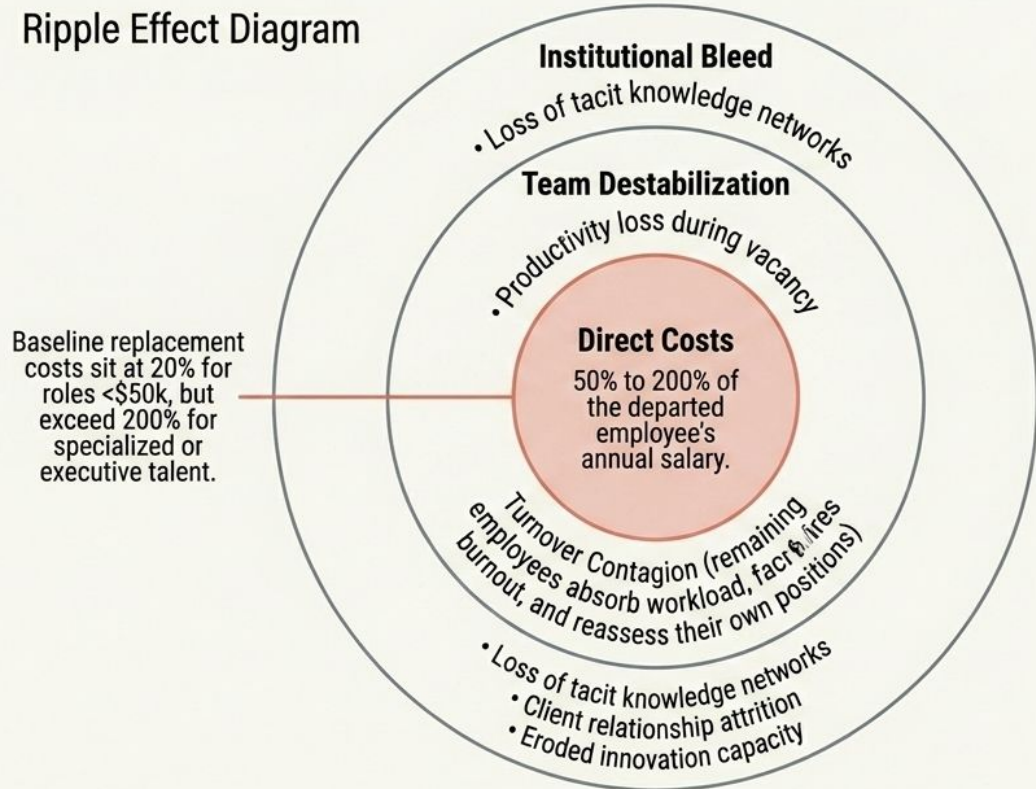 Ripple Effect Diagram
Institutional Bleed
• Loss of tacit knowledge networks
Team Destabilization
• Productivity loss during vacancy
Direct Costs
50% to 200% of
the departed
employee's
annual salary.
Baseline replacement
costs sit at 20% for
roles <$50k, but
exceed 200% for
specialized or
executive talent.
Turnover Contagion (remaining
employees absorb workload,
burnout, and reassess their own positions)
• Loss of tacit knowledge networks
• Client relationship attrition
• Eroded innovation capacity